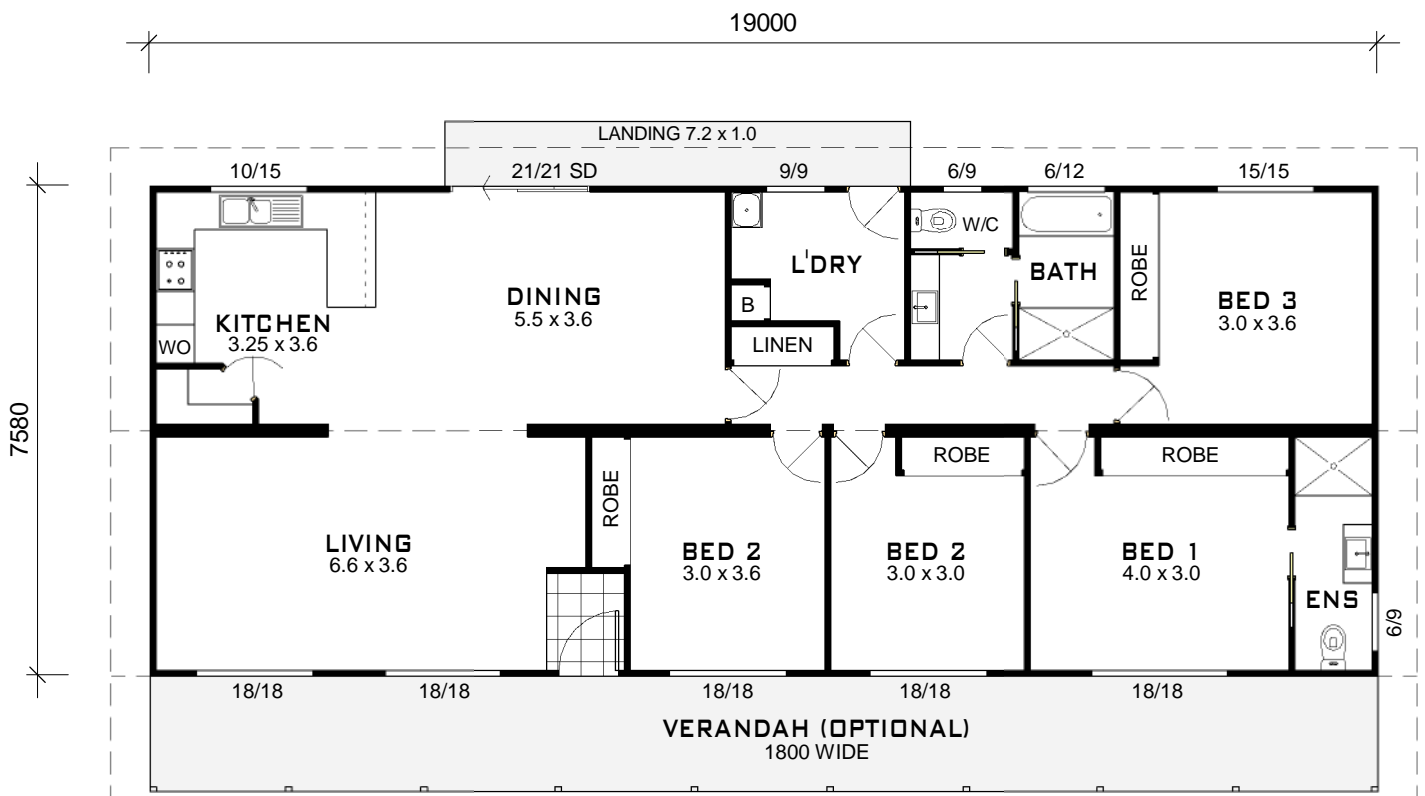 19000
LANDING 7.2 x 1.0
10/15
21/21 SD
9/9
6/9
6/12
15/15
W/C
L'DRY
BATH
ROBE
DINING
5.5 x 3.6
BED 3
3.0 x 3.6
B
KITCHEN
3.25 x 3.6
WO
LINEN
7580
ROBE
ROBE
ROBE
LIVING
6.6 x 3.6
BED 2
3.0 x 3.6
BED 2
3.0 x 3.0
BED 1
4.0 x 3.0
ENS
6/9
18/18
18/18
18/18
18/18
18/18
VERANDAH (OPTIONAL)
1800 WIDE